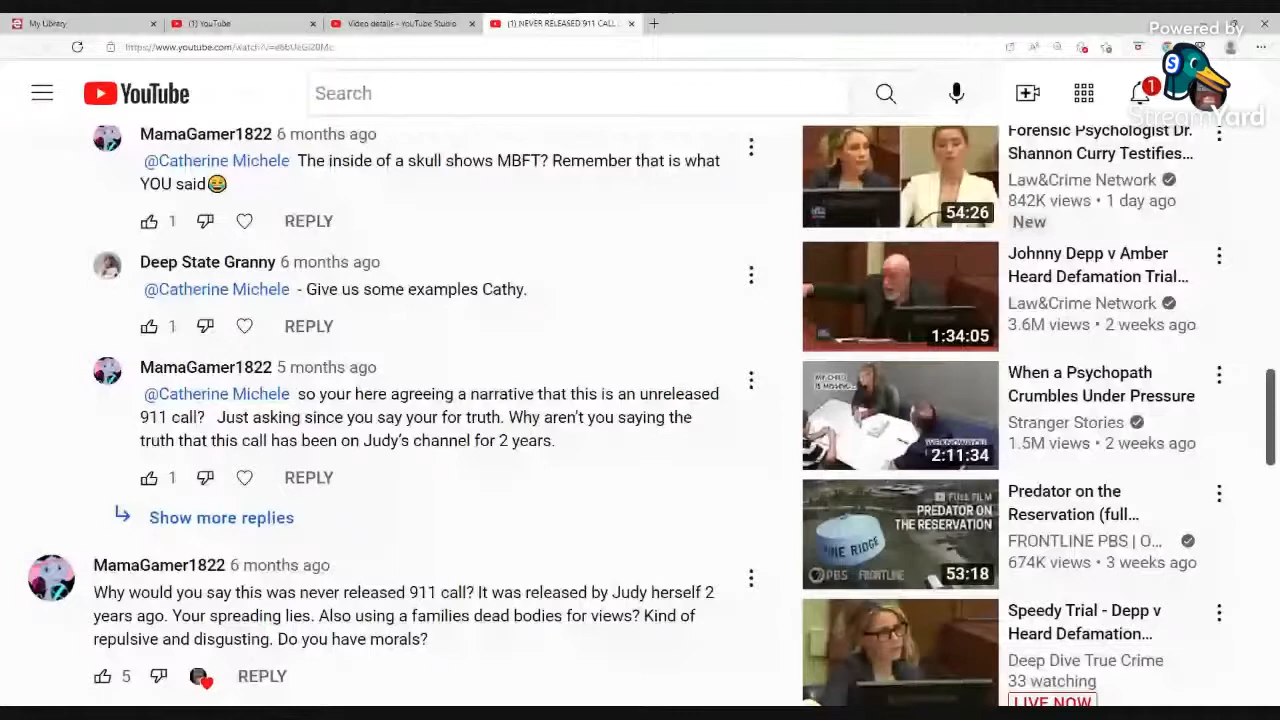 My Library
(1) YouTube
Video details - YouTube Studio
(1) NEVER RELEASED 911 CALL
Powered by
StreamYard
YouTube
Search
1
MamaGamer1822 6 months ago
@Catherine Michele The inside of a skull shows MBFT? Remember that is what
YOU said😂
1 REPLY
Deep State Granny 6 months ago
@Catherine Michele - Give us some examples Cathy.
1 REPLY
MamaGamer1822 5 months ago
@Catherine Michele so your here agreeing a narrative that this is an unreleased
911 call? Just asking since you say your for truth. Why aren't you saying the
truth that this call has been on Judy's channel for 2 years.
1 REPLY
Show more replies
MamaGamer1822 6 months ago
Why would you say this was never released 911 call? It was released by Judy herself 2
years ago. Your spreading lies. Also using a families dead bodies for views? Kind of
repulsive and disgusting. Do you have morals?
5 REPLY
Forensic Psychologist Dr.
Shannon Curry Testifies...
Law&Crime Network
842K views • 1 day ago
New
54:26
Johnny Depp v Amber
Heard Defamation Trial...
Law&Crime Network
3.6M views • 2 weeks ago
1:34:05
MY CHILD
IS MISSING
When a Psychopath
Crumbles Under Pressure
Stranger Stories
1.5M views • 2 weeks ago
2:11:34
FULL FILM
PREDATOR ON
THE RESERVATION
PINE RIDGE
PBS FRONTLINE
53:18
Predator on the
Reservation (full...
FRONTLINE PBS | O...
674K views • 3 weeks ago
Speedy Trial - Depp v
Heard Defamation...
Deep Dive True Crime
33 watching
LIVE NOW